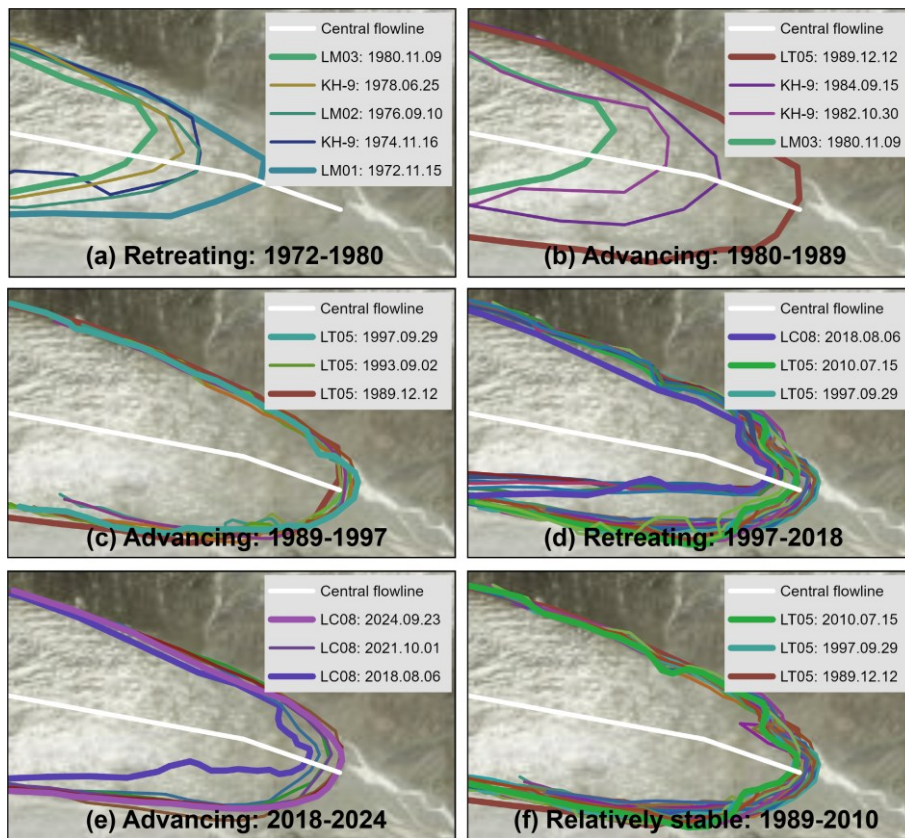 Central flowline
LM03: 1980.11.09
KH-9: 1978.06.25
LM02: 1976.09.10
KH-9: 1974.11.16
LM01: 1972.11.15
(a) Retreating: 1972-1980
Central flowline
LT05: 1989.12.12
KH-9: 1984.09.15
KH-9: 1982.10.30
LM03: 1980.11.09
(b) Advancing: 1980-1989
Central flowline
LT05: 1997.09.29
LT05: 1993.09.02
LT05: 1989.12.12
(c) Advancing: 1989-1997
Central flowline
LC08: 2018.08.06
LT05: 2010.07.15
LT05: 1997.09.29
(d) Retreating: 1997-2018
Central flowline
LC08: 2024.09.23
LC08: 2021.10.01
LC08: 2018.08.06
(e) Advancing: 2018-2024
Central flowline
LT05: 2010.07.15
LT05: 1997.09.29
LT05: 1989.12.12
(f) Relatively stable: 1989-2010